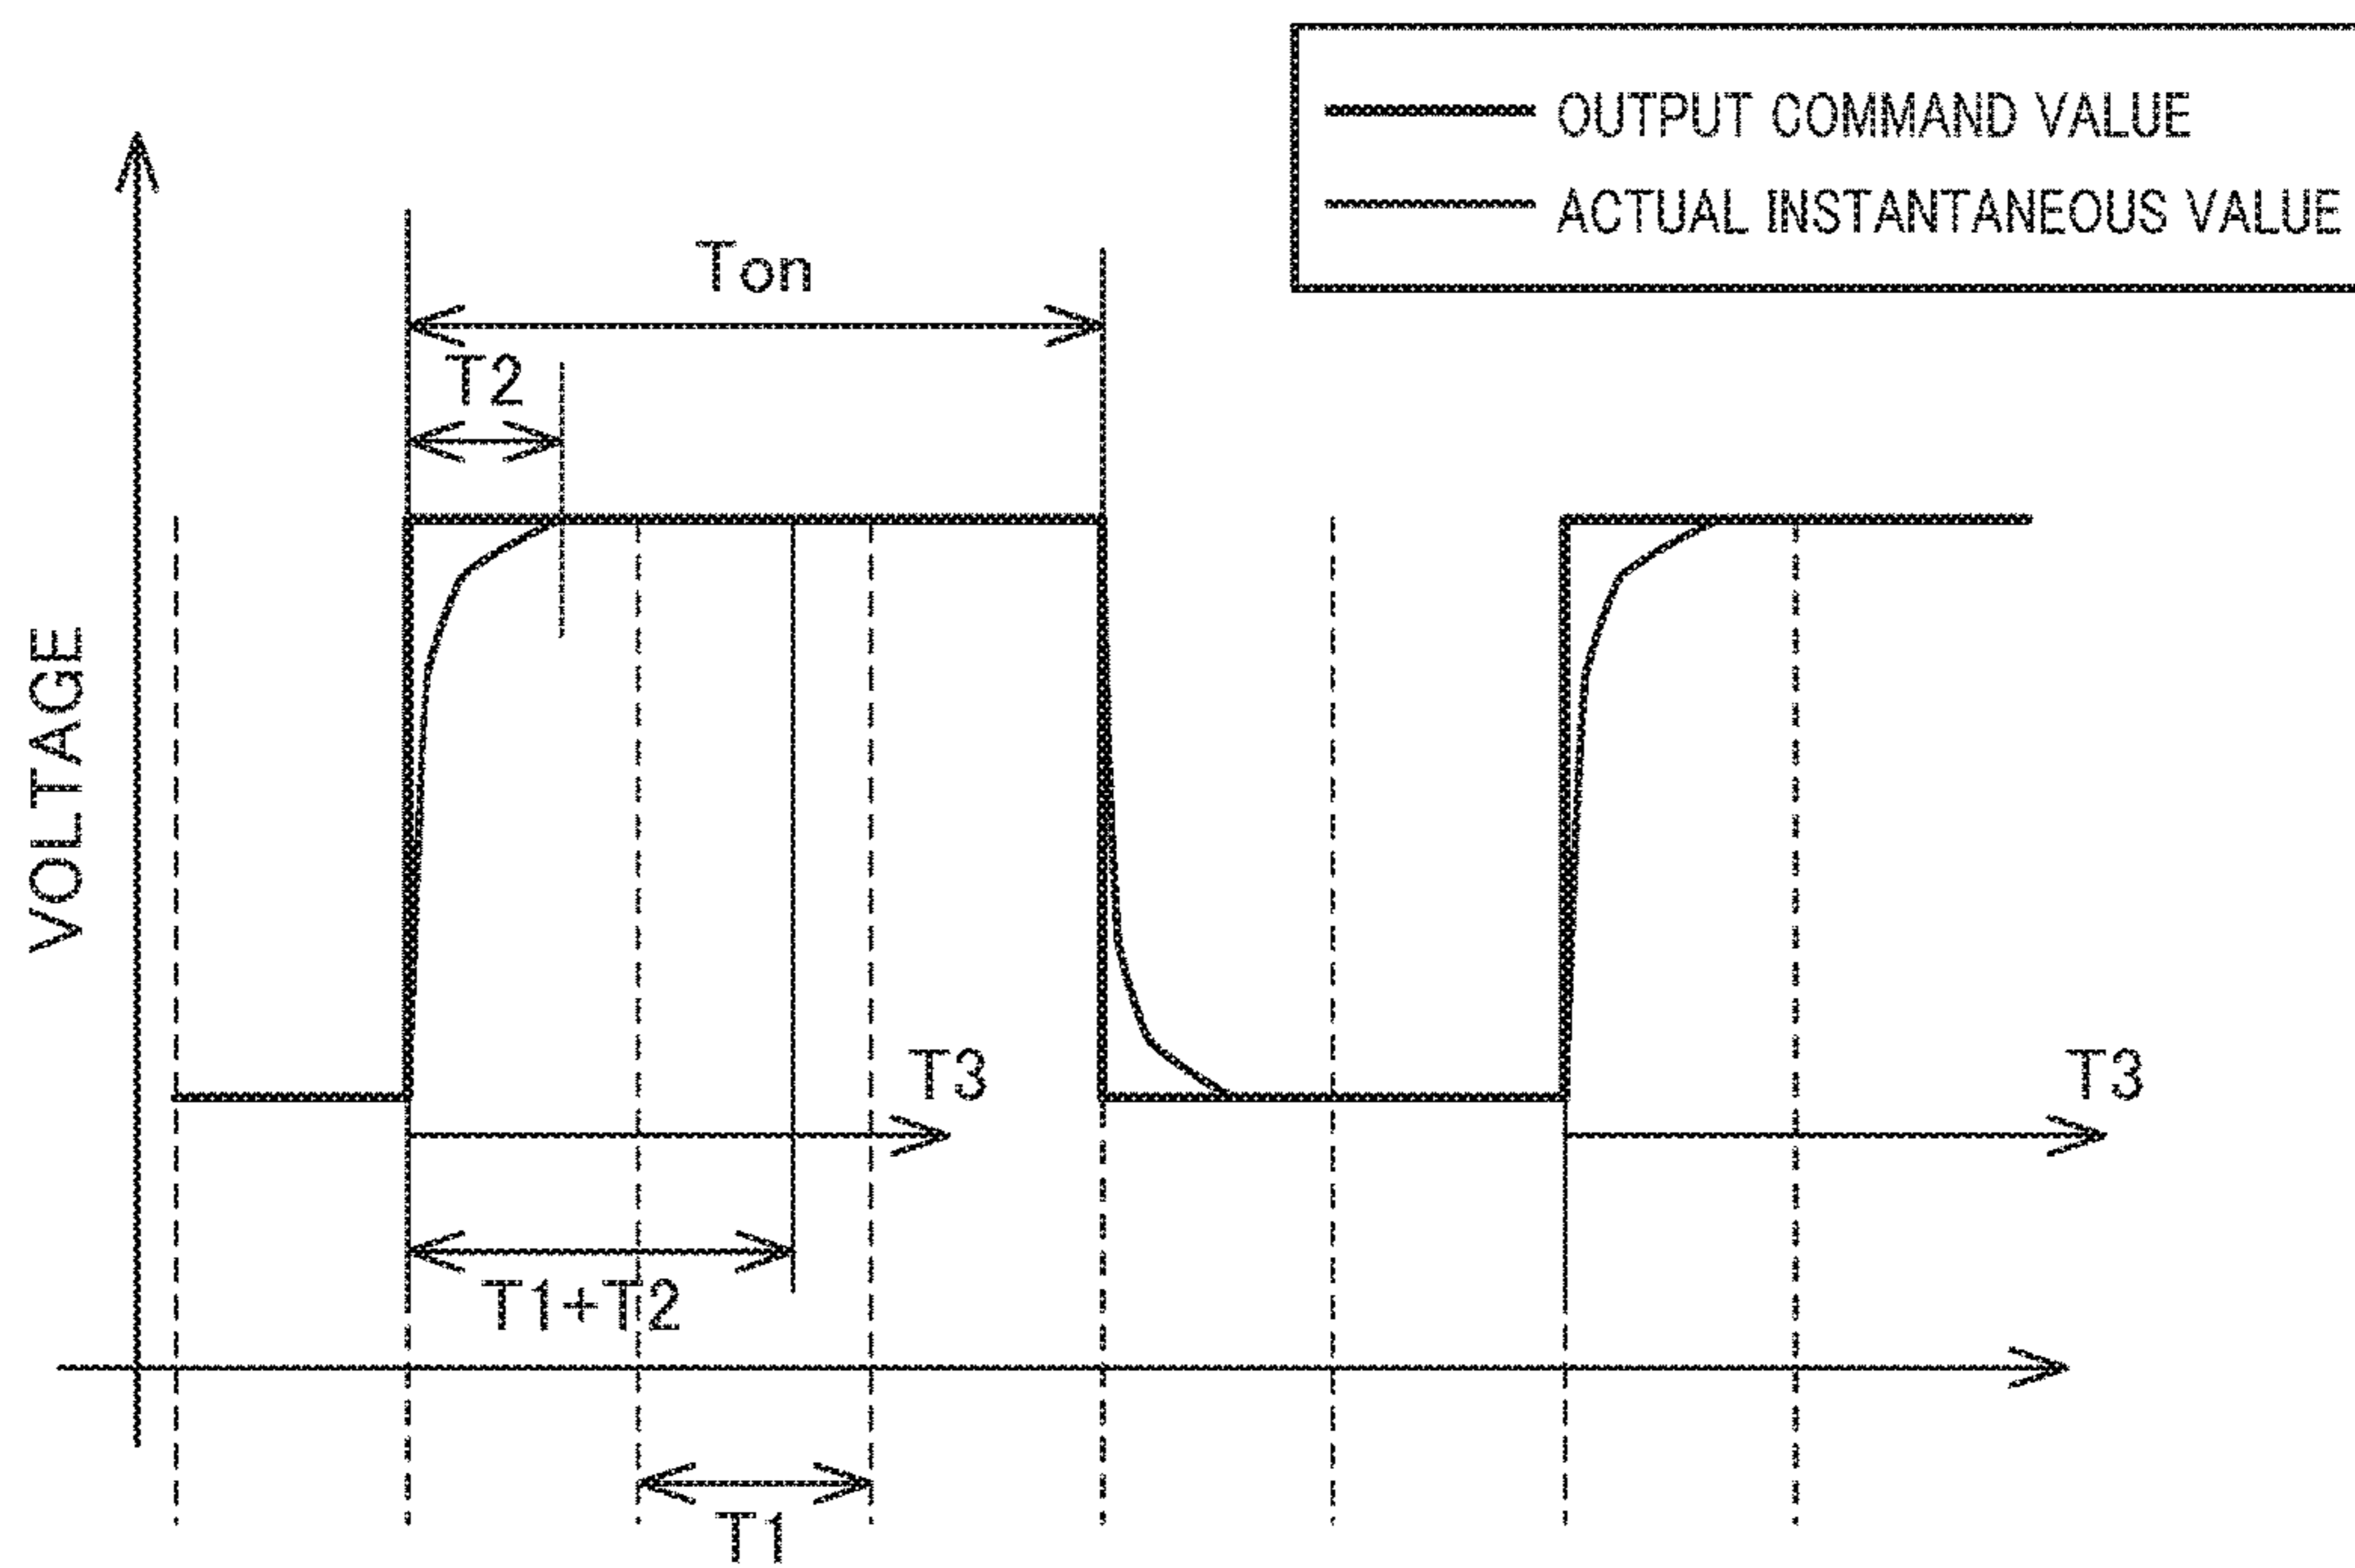 OUTPUT COMMAND VALUE
ACTUAL INSTANTANEOUS VALUE
Ton
T2
VOLTAGE
T3
T3
T1+T2
T1